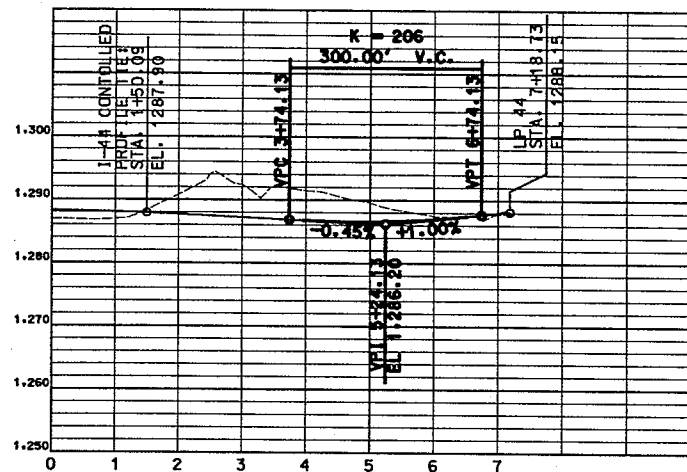 K = 206
300.00' V.C.
I-44 CONTOLLED
PROFILE TIE:
STA. 1+50.09
EL. 1287.90
VPC 3+74.13
VPT 6+74.13
LP 44
STA. 7+18.73
EL. 1288.15
-0.45% +1.00%
VPI 5+24.13
EL 1,286.20
1.300
1.290
1.280
1.270
1.260
1.250
0 1 2 3 4 5 6 7